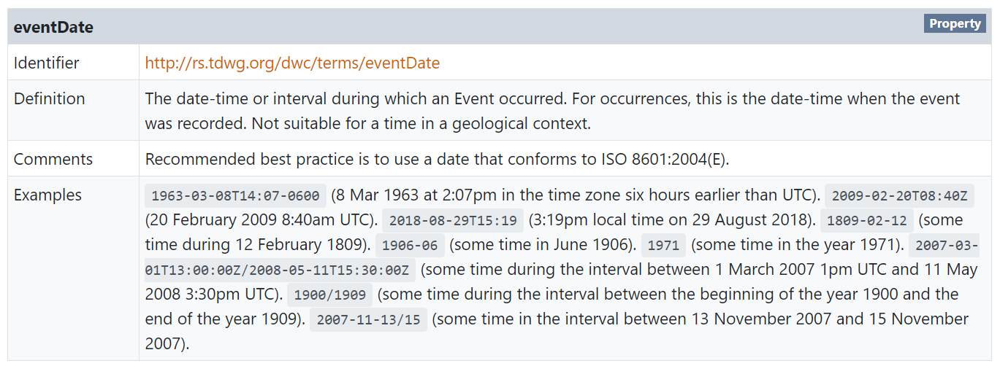 eventDate Property
Identifier http://rs.tdwg.org/dwc/terms/eventDate
Definition The date-time or interval during which an Event occurred. For occurrences, this is the date-time when the event
was recorded. Not suitable for a time in a geological context.
Comments Recommended best practice is to use a date that conforms to ISO 8601:2004(E).
Examples 1963-03-08T14:07-0600 (8 Mar 1963 at 2:07pm in the time zone six hours earlier than UTC). 2009-02-20T08:40Z
(20 February 2009 8:40am UTC). 2018-08-29T15:19 (3:19pm local time on 29 August 2018). 1809-02-12 (some
time during 12 February 1809). 1906-06 (some time in June 1906). 1971 (some time in the year 1971). 2007-03-
01T13:00:00Z/2008-05-11T15:30:00Z (some time during the interval between 1 March 2007 1pm UTC and 11 May
2008 3:30pm UTC). 1900/1909 (some time during the interval between the beginning of the year 1900 and the
end of the year 1909). 2007-11-13/15 (some time in the interval between 13 November 2007 and 15 November
2007).